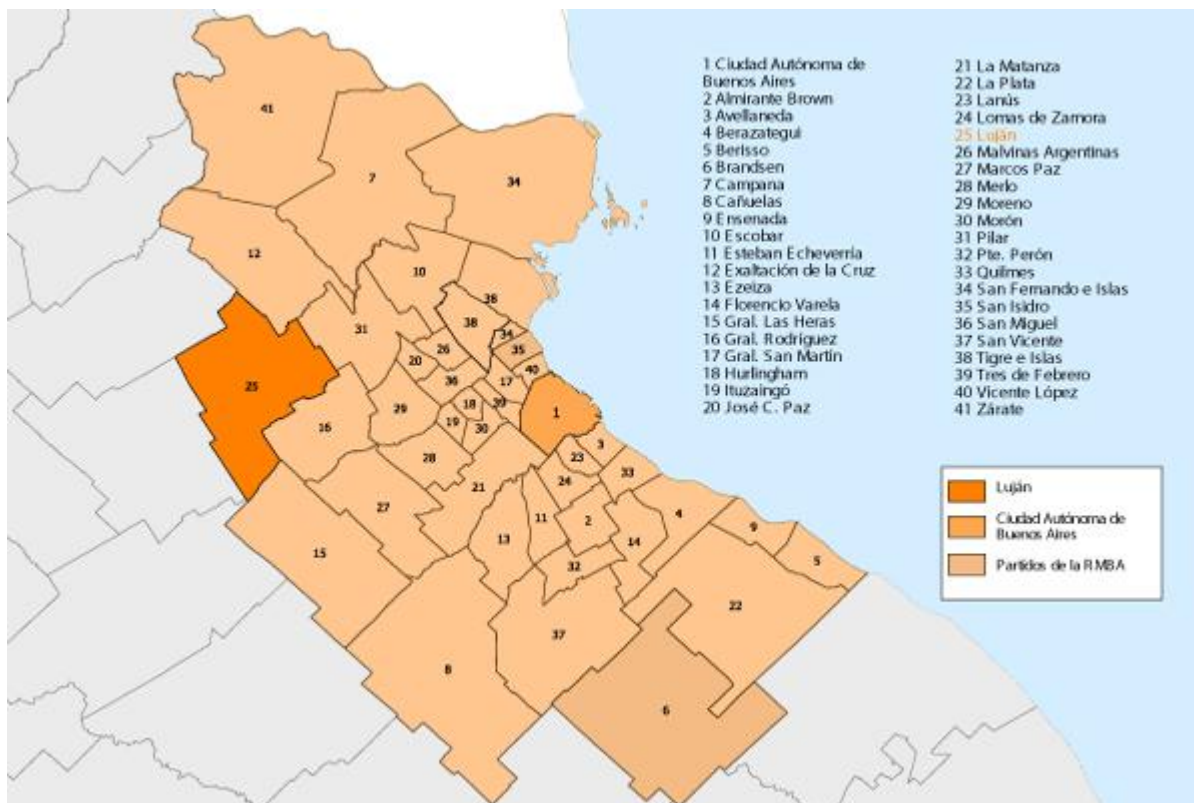 1 Ciudad Autónoma de
Buenos Aires
2 Almirante Brown
3 Avellaneda
4 Berazategui
5 Berisso
6 Brandsen
7 Campana
8 Cañuelas
9 Ensenada
10 Escobar
11 Esteban Echeverría
12 Exaltación de la Cruz
13 Ezeiza
14 Florencio Varela
15 Gral. Las Heras
16 Gral. Rodríguez
17 Gral. San Martín
18 Hurlingham
19 Ituzaingó
20 José C. Paz
21 La Matanza
22 La Plata
23 Lanús
24 Lomas de Zamora
25 Luján
26 Malvinas Argentinas
27 Marcos Paz
28 Merlo
29 Moreno
30 Morón
31 Pilar
32 Pte. Perón
33 Quilmes
34 San Fernando e Islas
35 San Isidro
36 San Miguel
37 San Vicente
38 Tigre e Islas
39 Tres de Febrero
40 Vicente López
41 Zárate
Luján
Ciudad Autónoma de
Buenos Aires
Partidos de la RMBA
41
7
34
12
10
38
31
38
34
26
35
20
40
25
36
17
29
18
39
1
16
19
30
3
28
23
21
24
33
27
11
2
4
9
15
13
14
5
32
22
37
8
6